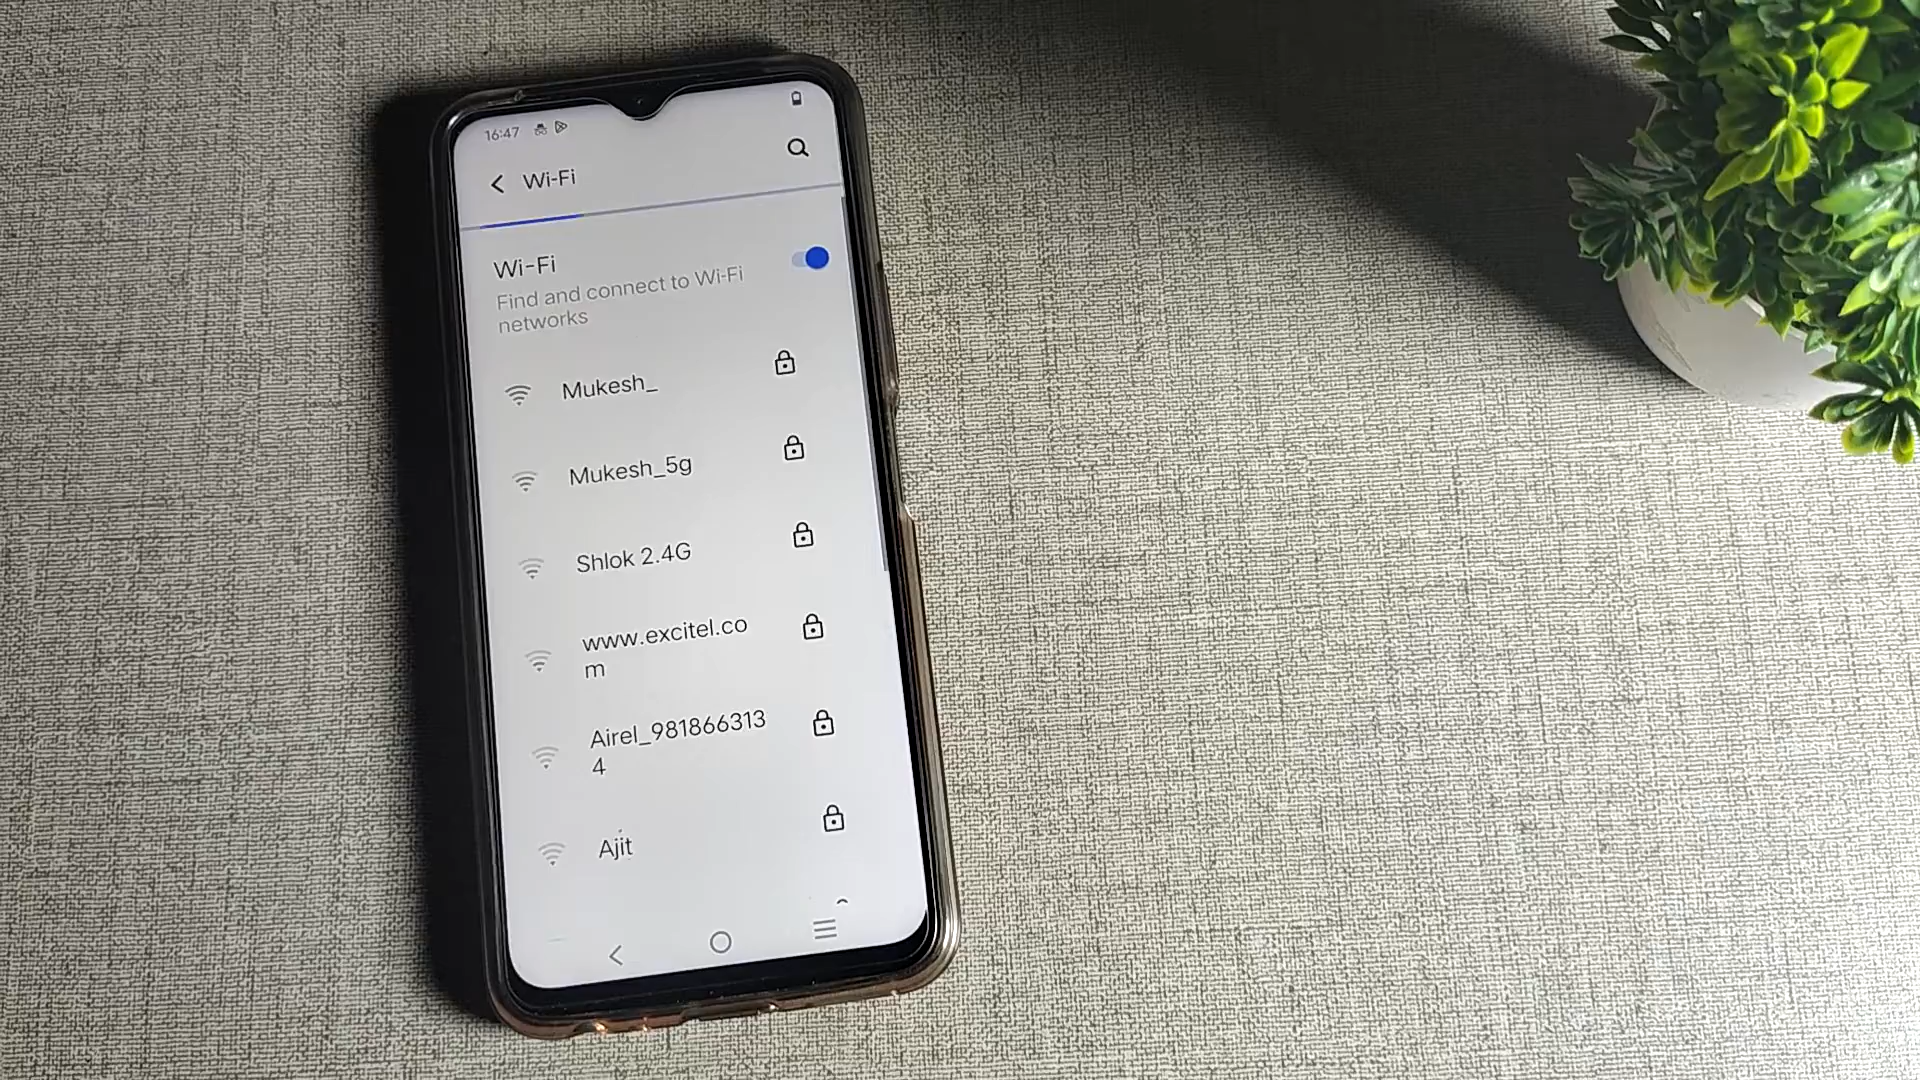 16:47
Wi-Fi
Wi-Fi
Find and connect to Wi-Fi
networks
Mukesh_
Mukesh_5g
Shlok 2.4G
www.excitel.co
m
Airel_981866313
4
Ajit